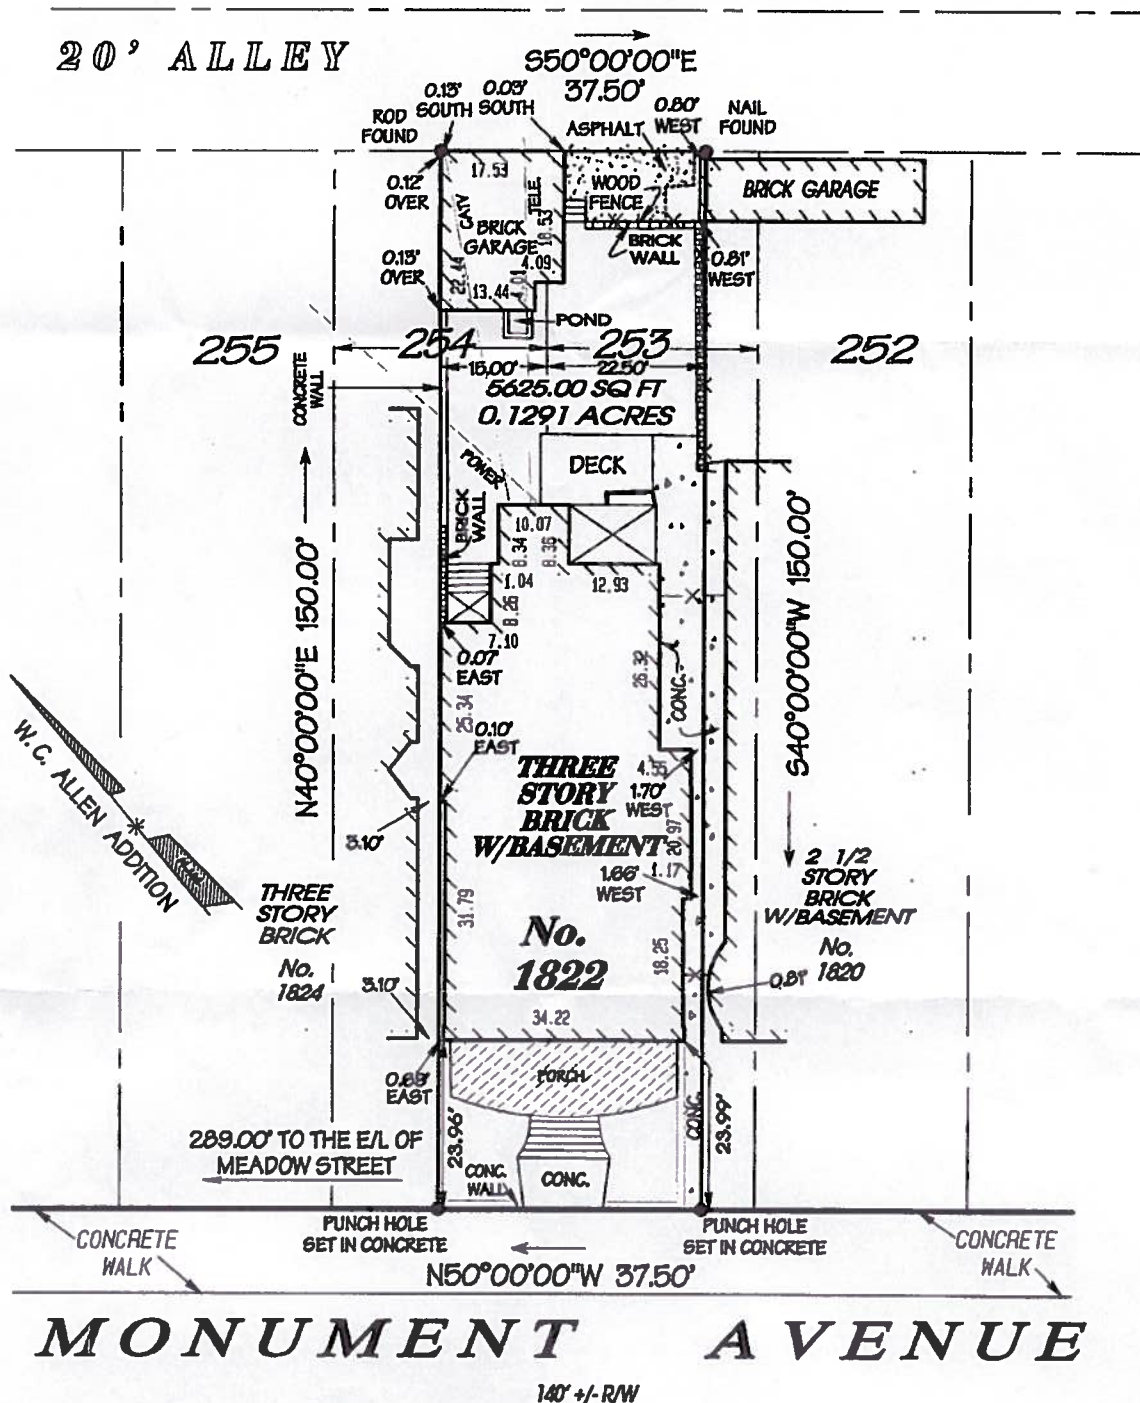 20' ALLEY
S50°00'00"E
37.50'
ROD
FOUND
0.13'
SOUTH
0.03'
SOUTH
ASPHALT
0.80'
WEST
NAIL
FOUND
0.12'
OVER
17.53
CATV
TELE.
18.53
WOOD
FENCE
BRICK GARAGE
BRICK
GARAGE
BRICK
WALL
0.13'
OVER
22.44
4.09
4.01
13.44
0.81'
WEST
POND
255
254
253
252
CONCRETE
WALL
15.00'
22.50'
5625.00 SQ FT
0.1291 ACRES
POWER
DECK
BRICK
WALL
10.07
8.34
8.36
1.04
12.93
8.25
7.10
N40°00'00"E 150.00'
S40°00'00"W 150.00'
0.07'
EAST
25.34
26.32
CONC.
0.10'
EAST
W.C. ALLEN ADDITION
THREE
STORY
BRICK
W/BASEMENT
4.55
1.70'
WEST
20.97
3.10'
1.66'
WEST
1.17
2 1/2
STORY
BRICK
W/BASEMENT
No.
1820
THREE
STORY
BRICK
No.
1824
31.79
No.
1822
18.25
3.10'
0.81'
34.22
PORCH
EAST
CONC.
23.96'
23.99'
289.00' TO THE E/L OF
MEADOW STREET
CONC.
WALL
CONC.
PUNCH HOLE
SET IN CONCRETE
PUNCH HOLE
SET IN CONCRETE
CONCRETE
WALK
CONCRETE
WALK
N50°00'00"W 37.50'
MONUMENT AVENUE
140' +/- R/W